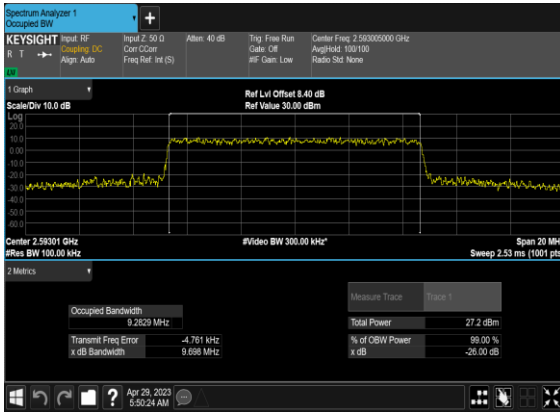 Spectrum Analyzer 1
Occupied BW
KEYSIGHT
R T
Input: RF
Coupling: DC
Align: Auto
Input Z: 50 Ω
Corr CCorr
Freq Ref: Int (S)
Atten: 40 dB
Trig: Free Run
Gate: Off
#IF Gain: Low
Center Freq: 2.593005000 GHz
Avg|Hold: 100/100
Radio Std: None
1 Graph
Scale/Div 10.0 dB
Ref Lvl Offset 8.40 dB
Ref Value 30.00 dBm
Log
20.0
10.0
0.00
-10.0
-20.0
-30.0
-40.0
-50.0
-60.0
Center 2.59301 GHz
#Video BW 300.00 kHz*
Span 20 MH
#Res BW 100.00 kHz
Sweep 2.53 ms (1001 pts
2 Metrics
Measure Trace
Trace 1
Occupied Bandwidth
9.2829 MHz
Total Power
27.2 dBm
Transmit Freq Error
-4.761 kHz
% of OBW Power
99.00 %
x dB Bandwidth
9.698 MHz
x dB
-26.00 dB
?
Apr 29, 2023
5:50:24 AM